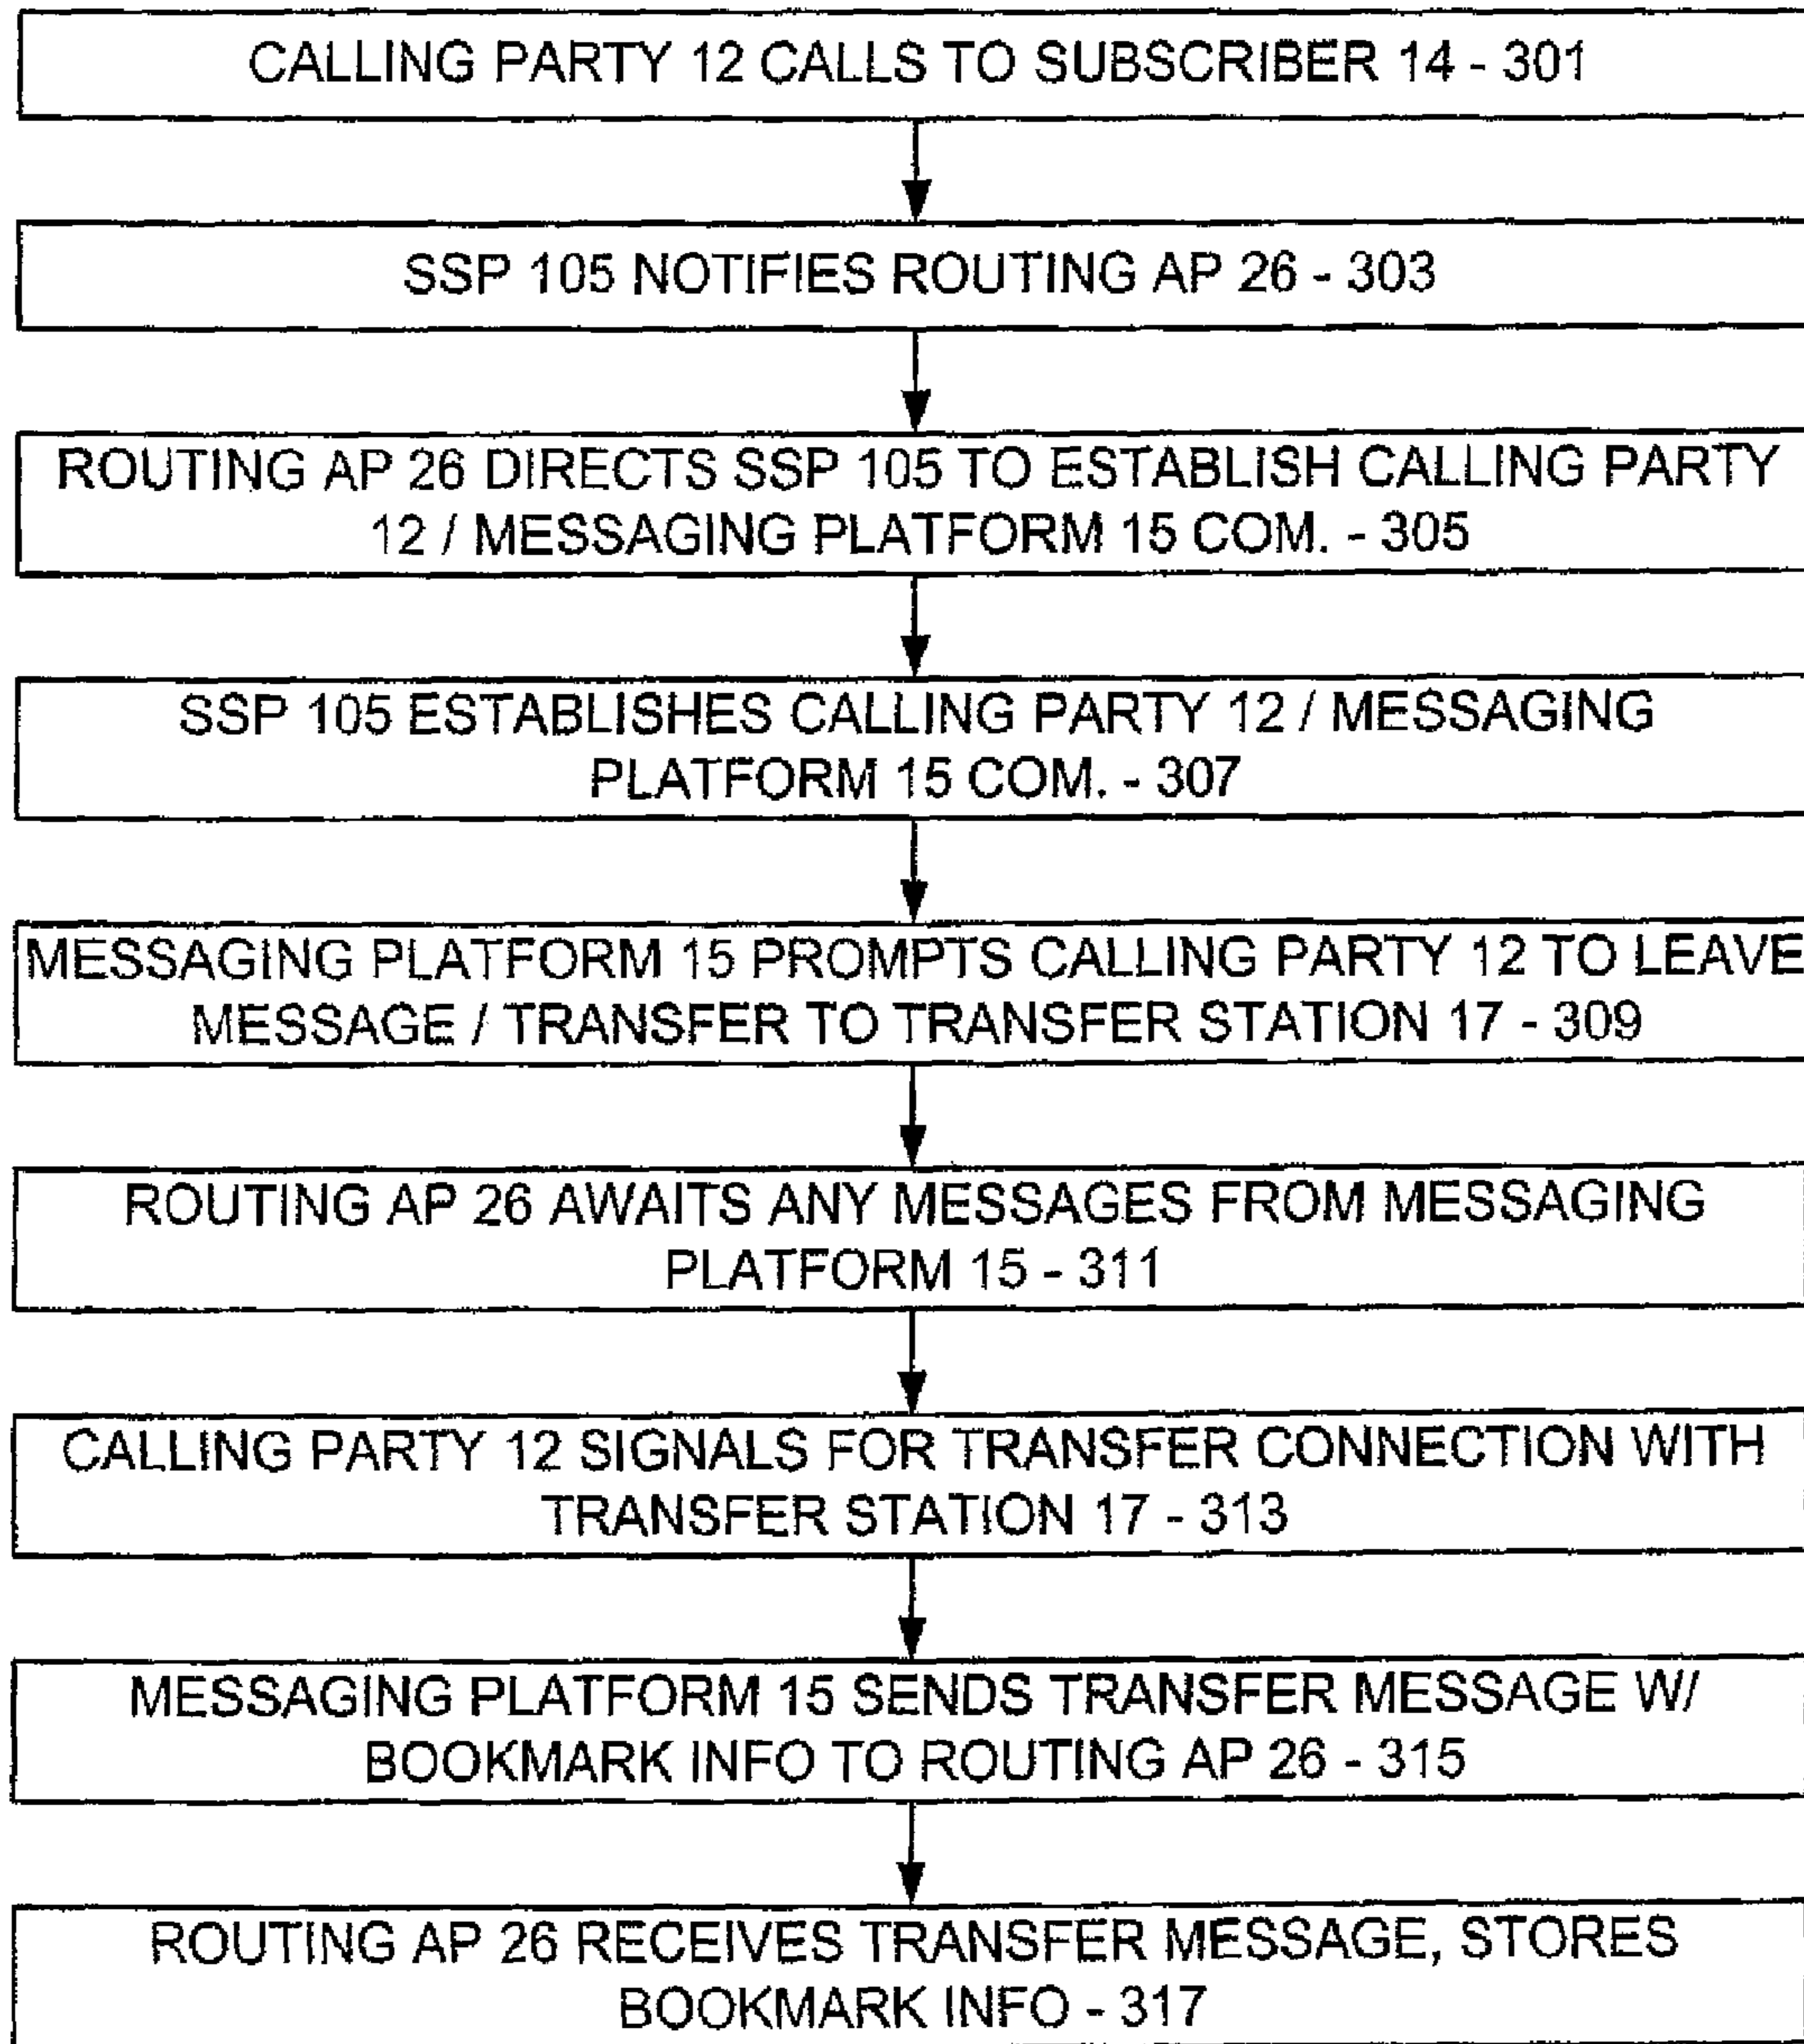 CALLING PARTY 12 CALLS TO SUBSCRIBER 14 - 301
SSP 105 NOTIFIES ROUTING AP 26 - 303
ROUTING AP 26 DIRECTS SSP 105 TO ESTABLISH CALLING PARTY
12 / MESSAGING PLATFORM 15 COM. - 305
SSP 105 ESTABLISHES CALLING PARTY 12 / MESSAGING
PLATFORM 15 COM. - 307
MESSAGING PLATFORM 15 PROMPTS CALLING PARTY 12 TO LEAVE
MESSAGE / TRANSFER TO TRANSFER STATION 17 - 309
ROUTING AP 26 AWAITS ANY MESSAGES FROM MESSAGING
PLATFORM 15 - 311
CALLING PARTY 12 SIGNALS FOR TRANSFER CONNECTION WITH
TRANSFER STATION 17 - 313
MESSAGING PLATFORM 15 SENDS TRANSFER MESSAGE W/
BOOKMARK INFO TO ROUTING AP 26 - 315
ROUTING AP 26 RECEIVES TRANSFER MESSAGE, STORES
BOOKMARK INFO - 317